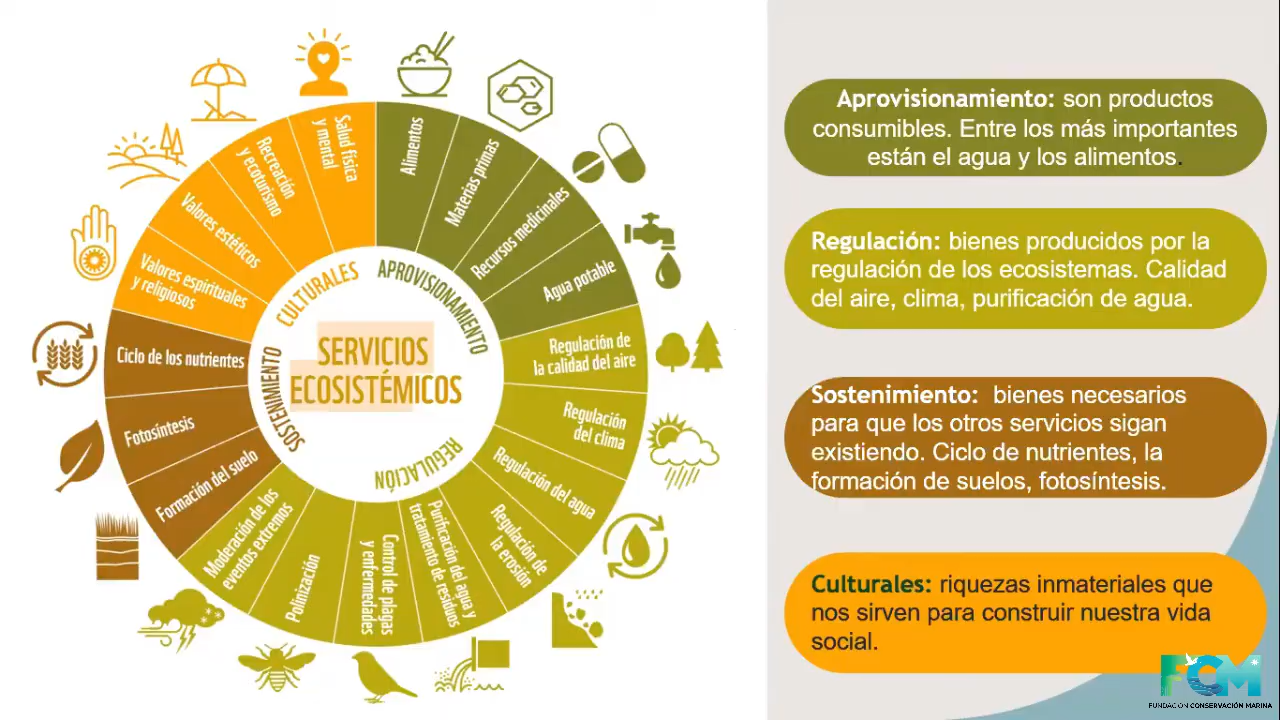 SERVICIOS
ECOSISTÉMICOS
APROVISIONAMIENTO
Alimentos
Materias primas
Recursos medicinales
Agua potable
REGULACIÓN
Regulación de
la calidad del aire
Regulación
del clima
Regulación del agua
Regulación de
la erosión
Purificación del agua y
tratamiento de residuos
Control de plagas
y enfermedades
Polinización
Moderación de los
eventos extremos
SOSTENIMIENTO
Formación del suelo
Fotosíntesis
Ciclo de los nutrientes
CULTURALES
Valores espirituales
y religiosos
Valores estéticos
Recreación
y ecoturismo
Salud física
y mental
Aprovisionamiento: son productos
consumibles. Entre los más importantes
están el agua y los alimentos.
Regulación: bienes producidos por la
regulación de los ecosistemas. Calidad
del aire, clima, purificación de agua.
Sostenimiento: bienes necesarios
para que los otros servicios sigan
existiendo. Ciclo de nutrientes, la
formación de suelos, fotosíntesis.
Culturales: riquezas inmateriales que
nos sirven para construir nuestra vida
social.
FCM
FUNDACIÓN CONSERVACIÓN MARINA